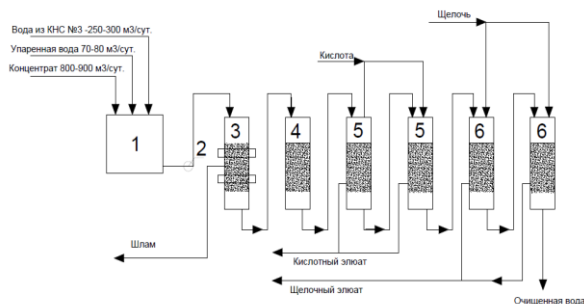 Вода из КНС №3 -250-300 м3/сут.
Упаренная вода 70-80 м3/сут.
Концентрат 800-900 м3/сут.
Щелочь
Кислота
1
2
3
4
5
5
6
6
Шлам
Кислотный элюат
Щелочный элюат
Очищенная вода